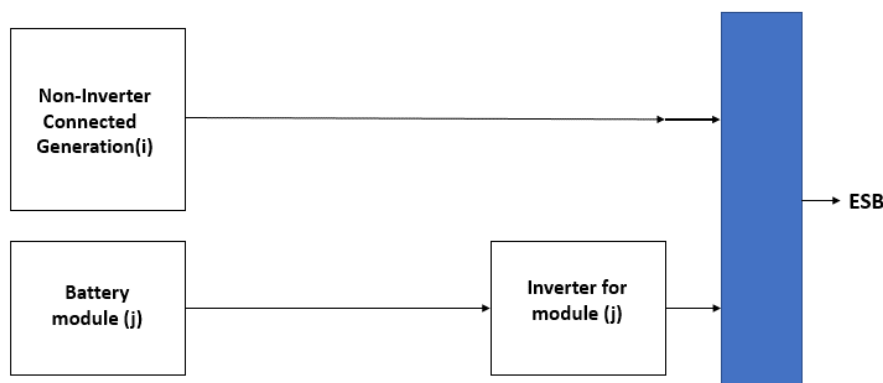 Non-Inverter
Connected
Generation(i)
ESB
Battery
module (j)
Inverter for
module (j)